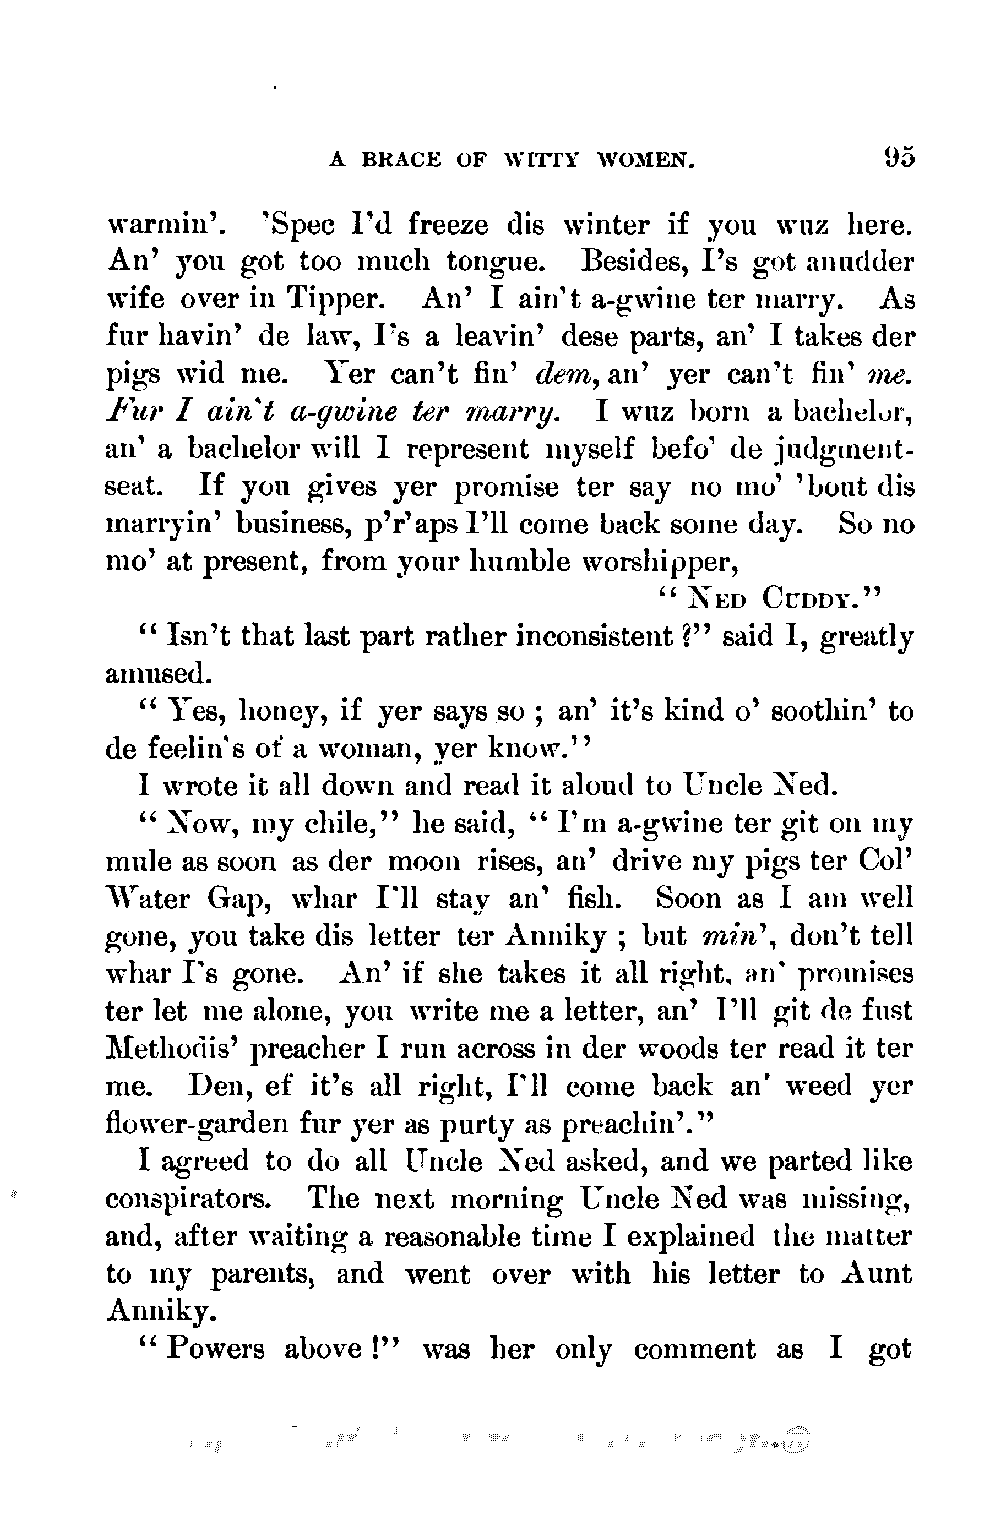 A BRACE OF WITTY WOMEN. 95
warmin'. 'Spec I'd freeze dis winter if you wuz here.
An' you got too much tongue. Besides, I's got anudder
wife over in Tipper. An' I ain't a-gwine ter marry. As
fur havin' de law, I's a leavin' dese parts, an' I takes der
pigs wid me. Yer can't fin' dem, an' yer can't fin' me.
Fur I ain't a-gwine ter marry. I wuz born a bachelor,
an' a bachelor will I represent myself befo' de judgment-
seat. If you gives yer promise ter say no mo' 'bout dis
marryin' business, p'r'aps I'll come back some day. So no
mo' at present, from your humble worshipper,
"NED CUDDY."
"Isn't that last part rather inconsistent?" said I, greatly
amused.
"Yes, honey, if yer says so; an' it's kind o' soothin' to
de feelin's of a woman, yer know."
I wrote it all down and read it aloud to Uncle Ned.
"Now, my chile," he said, "I'm a-gwine ter git on my
mule as soon as der moon rises, an' drive my pigs ter Col'
Water Gap, whar I'll stay an' fish. Soon as I am well
gone, you take dis letter ter Anniky; but min', don't tell
whar I's gone. An' if she takes it all right, an' promises
ter let me alone, you write me a letter, an' I'll git de fust
Methodis' preacher I run across in der woods ter read it ter
me. Den, ef it's all right, I'll come back an' weed yer
flower-garden fur yer as purty as preachin'."
I agreed to do all Uncle Ned asked, and we parted like
conspirators. The next morning Uncle Ned was missing,
and, after waiting a reasonable time I explained the matter
to my parents, and went over with his letter to Aunt
Anniky.
"Powers above!" was her only comment as I got